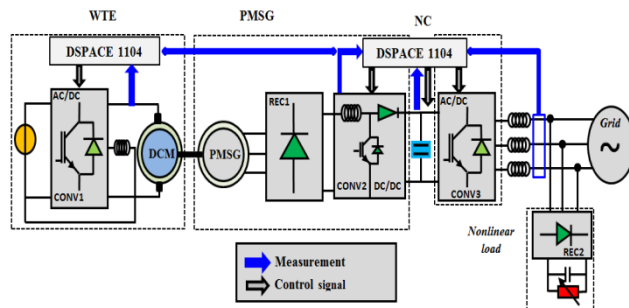 WTE
PMSG
NC
DSPACE 1104
DSPACE 1104
AC/DC
CONV1
DCM
PMSG
REC1
CONV2
DC/DC
AC/DC
CONV3
Grid
Nonlinear
load
REC2
Measurement
Control signal